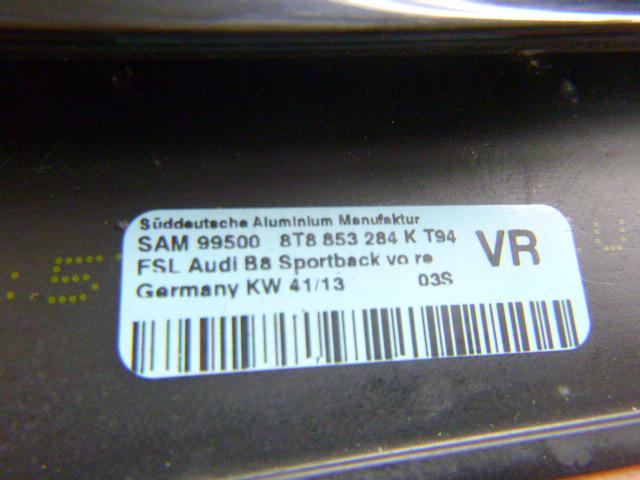 Süddeutsche Aluminium Manufaktur
SAM 99500 8T8 853 284 K T94
FSL Audi B8 Sportback vo re
VR
Germany KW 41/13 03S